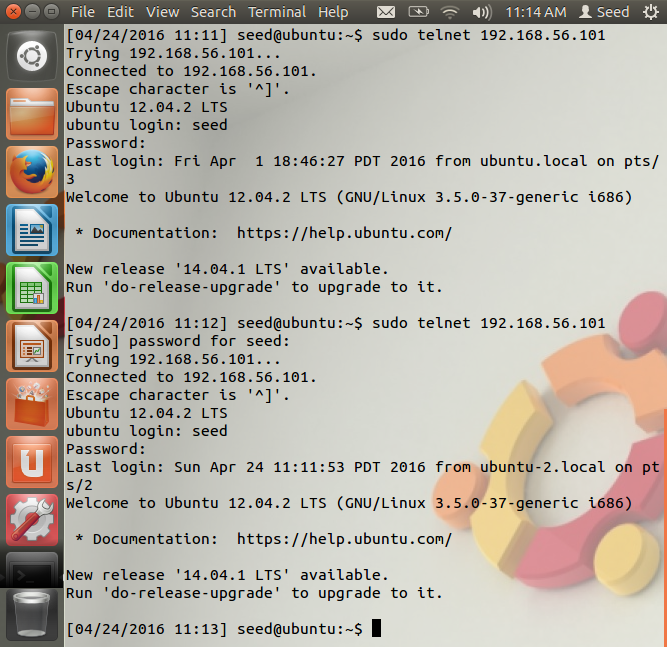 File Edit View Search Terminal Help 11:14 AM Seed
[04/24/2016 11:11] seed@ubuntu:~$ sudo telnet 192.168.56.101
Trying 192.168.56.101...
Connected to 192.168.56.101.
Escape character is '^]'.
Ubuntu 12.04.2 LTS
ubuntu login: seed
Password:
Last login: Fri Apr  1 18:46:27 PDT 2016 from ubuntu.local on pts/
3
Welcome to Ubuntu 12.04.2 LTS (GNU/Linux 3.5.0-37-generic i686)
 * Documentation:  https://help.ubuntu.com/
New release '14.04.1 LTS' available.
Run 'do-release-upgrade' to upgrade to it.
[04/24/2016 11:12] seed@ubuntu:~$ sudo telnet 192.168.56.101
[sudo] password for seed:
Trying 192.168.56.101...
Connected to 192.168.56.101.
Escape character is '^]'.
Ubuntu 12.04.2 LTS
ubuntu login: seed
Password:
Last login: Sun Apr 24 11:11:53 PDT 2016 from ubuntu-2.local on pt
s/2
Welcome to Ubuntu 12.04.2 LTS (GNU/Linux 3.5.0-37-generic i686)
 * Documentation:  https://help.ubuntu.com/
New release '14.04.1 LTS' available.
Run 'do-release-upgrade' to upgrade to it.
[04/24/2016 11:13] seed@ubuntu:~$